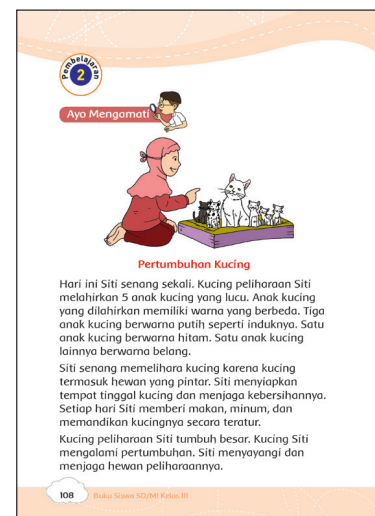 Pembelajaran
2
Ayo Mengamati
Pertumbuhan Kucing
Hari ini Siti senang sekali. Kucing peliharaan Siti
melahirkan 5 anak kucing yang lucu. Anak kucing
yang dilahirkan memiliki warna yang berbeda. Tiga
anak kucing berwarna putih seperti induknya. Satu
anak kucing berwarna hitam. Satu anak kucing
lainnya berwarna belang.
Siti senang memelihara kucing karena kucing
termasuk hewan yang pintar. Siti menyiapkan
tempat tinggal kucing dan menjaga kebersihannya.
Setiap hari Siti memberi makan, minum, dan
memandikan kucingnya secara teratur.
Kucing peliharaan Siti tumbuh besar. Kucing Siti
mengalami pertumbuhan. Siti menyayangi dan
menjaga hewan peliharaannya.
108 Buku Siswa SD/MI Kelas III